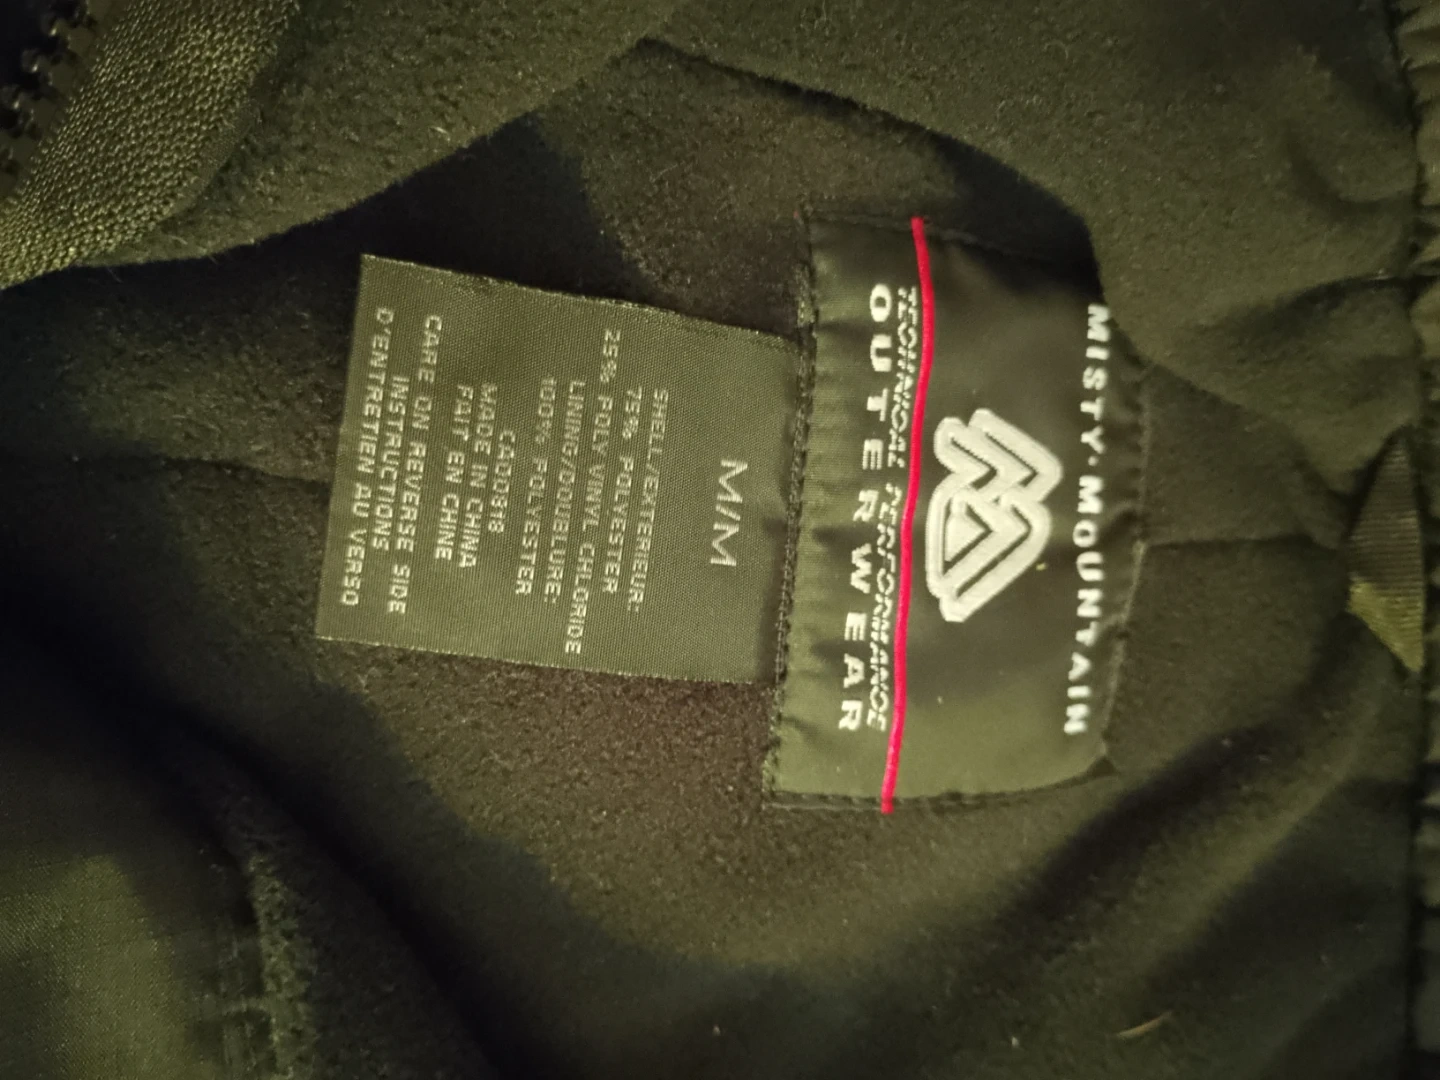 MISTY·MOUNTAIN
TECHNICAL PERFORMANCE
OUTERWEAR
M/M
SHELL/EXTERIEUR:
75% POLYESTER
25% POLY VINYL CHLORIDE
LINING/DOUBLURE:
100% POLYESTER
CA00818
MADE IN CHINA
FAIT EN CHINE
CARE ON REVERSE SIDE
INSTRUCTIONS
D'ENTRETIEN AU VERSO